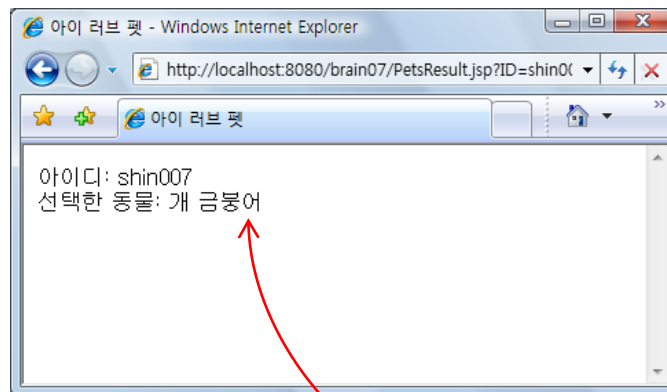 아이 러브 펫 - Windows Internet Explorer
http://localhost:8080/brain07/PetsResult.jsp?ID=shin0
아이 러브 펫
아이디: shin007
선택한 동물: 개 금붕어